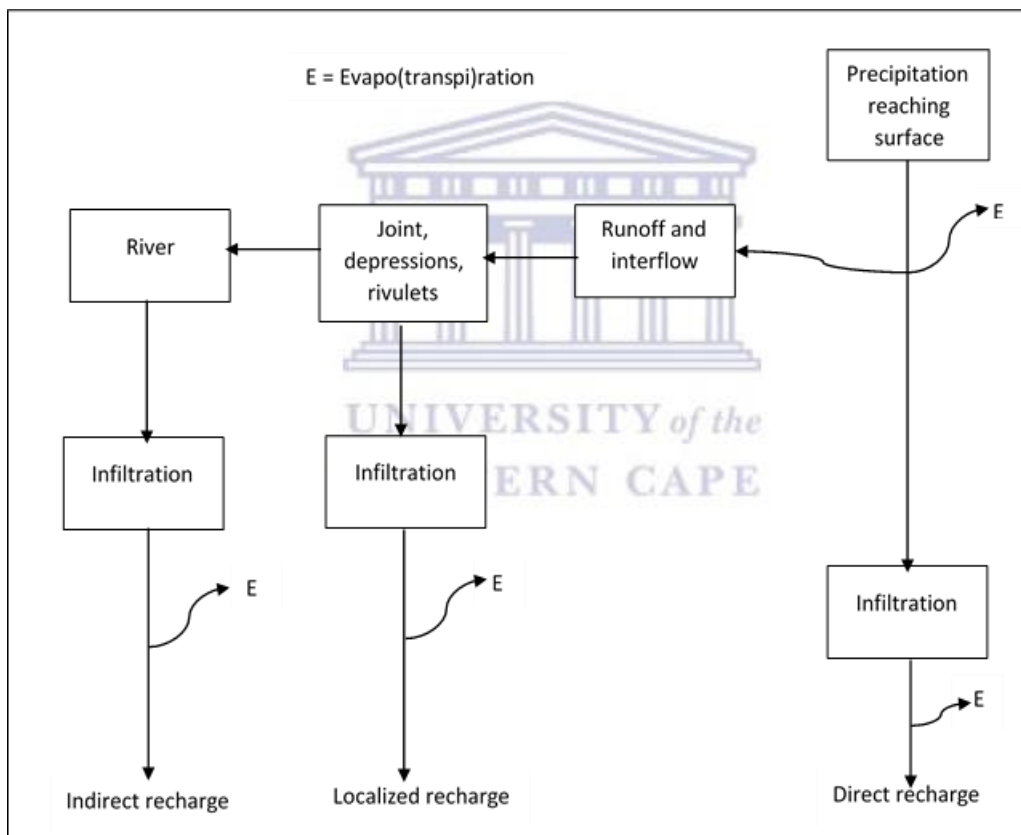 E = Evapo(transpi)ration
Precipitation
reaching
surface
E
River
Joint,
depressions,
rivulets
Runoff and
interflow
UNIVERSITY of the
ERN CAPE
Infiltration
Infiltration
Infiltration
E
E
E
Indirect recharge
Localized recharge
Direct recharge